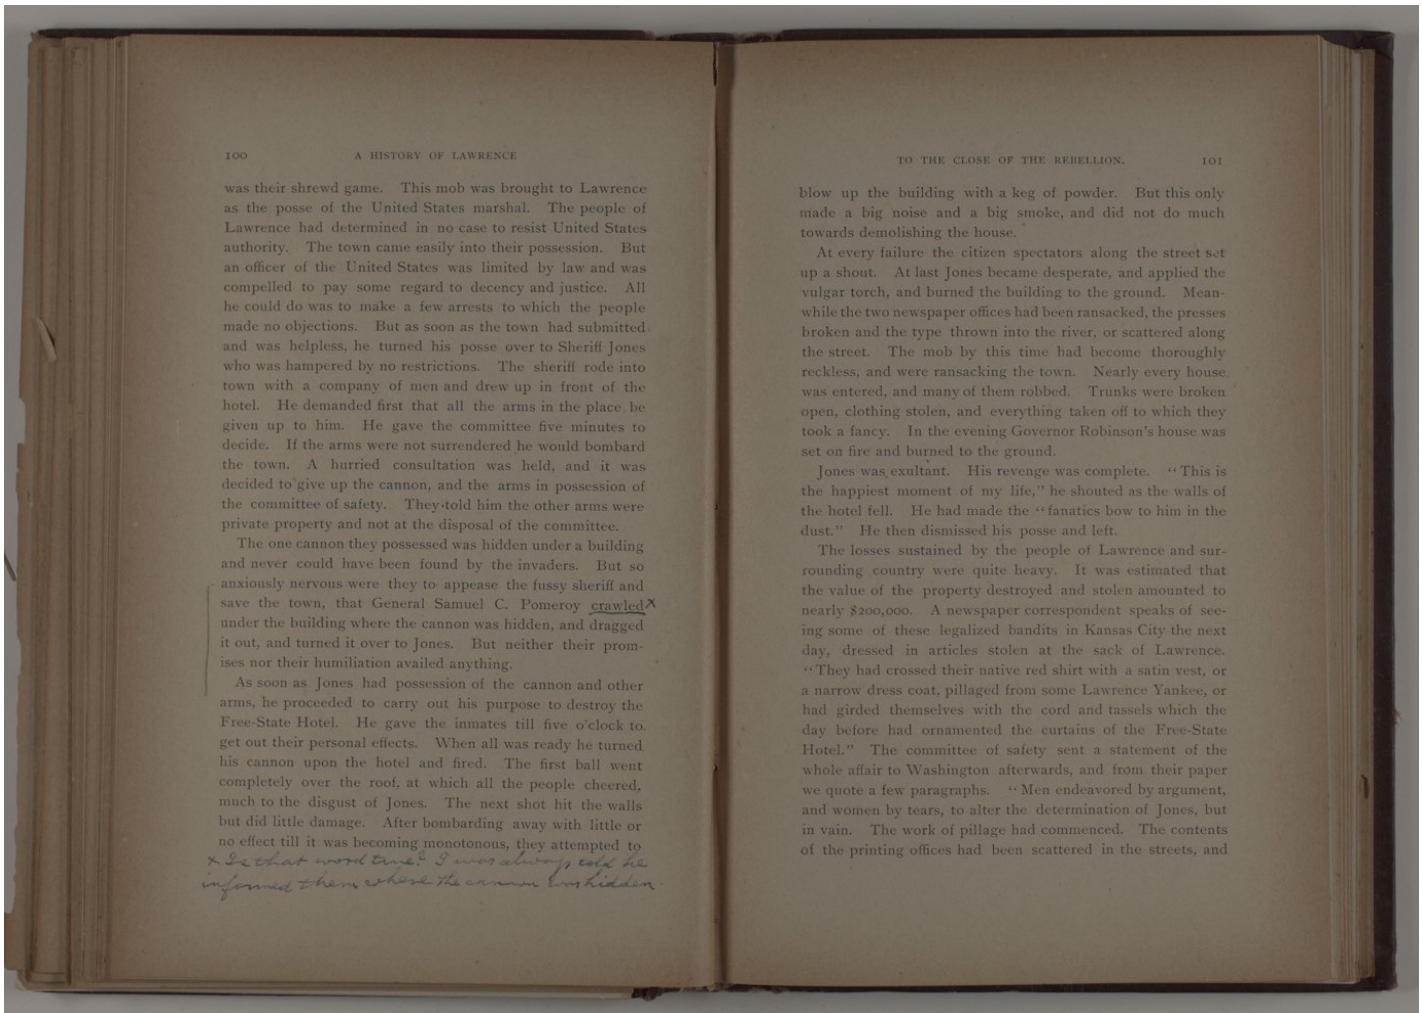 100
A HISTORY OF LAWRENCE
was their shrewd game. This mob was brought to Lawrence
as the posse of the United States marshal. The people of
Lawrence had determined in no case to resist United States
authority. The town came easily into their possession. But
an officer of the United States was limited by law and was
compelled to pay some regard to decency and justice. All
he could do was to make a few arrests to which the people
made no objections. But as soon as the town had submitted
and was helpless, he turned his posse over to Sheriff Jones
who was hampered by no restrictions. The sheriff rode into
town with a company of men and drew up in front of the
hotel. He demanded first that all the arms in the place be
given up to him. He gave the committee five minutes to
decide. If the arms were not surrendered he would bombard
the town. A hurried consultation was held, and it was
decided to give up the cannon, and the arms in possession of
the committee of safety. They told him the other arms were
private property and not at the disposal of the committee.
The one cannon they possessed was hidden under a building
and never could have been found by the invaders. But so
anxiously nervous were they to appease the fussy sheriff and
save the town, that General Samuel C. Pomeroy crawled x
under the building where the cannon was hidden, and dragged
it out, and turned it over to Jones. But neither their prom-
ises nor their humiliation availed anything.
As soon as Jones had possession of the cannon and other
arms, he proceeded to carry out his purpose to destroy the
Free-State Hotel. He gave the inmates till five o'clock to
get out their personal effects. When all was ready he turned
his cannon upon the hotel and fired. The first ball went
completely over the roof, at which all the people cheered,
much to the disgust of Jones. The next shot hit the walls
but did little damage. After bombarding away with little or
no effect till it was becoming monotonous, they attempted to
x Is that word true? I was always told he
informed them where the cannon was hidden.
TO THE CLOSE OF THE REBELLION.
101
blow up the building with a keg of powder. But this only
made a big noise and a big smoke, and did not do much
towards demolishing the house.
At every failure the citizen spectators along the street set
up a shout. At last Jones became desperate, and applied the
vulgar torch, and burned the building to the ground. Mean-
while the two newspaper offices had been ransacked, the presses
broken and the type thrown into the river, or scattered along
the street. The mob by this time had become thoroughly
reckless, and were ransacking the town. Nearly every house
was entered, and many of them robbed. Trunks were broken
open, clothing stolen, and everything taken off to which they
took a fancy. In the evening Governor Robinson's house was
set on fire and burned to the ground.
Jones was exultant. His revenge was complete. "This is
the happiest moment of my life," he shouted as the walls of
the hotel fell. He had made the "fanatics bow to him in the
dust." He then dismissed his posse and left.
The losses sustained by the people of Lawrence and sur-
rounding country were quite heavy. It was estimated that
the value of the property destroyed and stolen amounted to
nearly $200,000. A newspaper correspondent speaks of see-
ing some of these legalized bandits in Kansas City the next
day, dressed in articles stolen at the sack of Lawrence.
"They had crossed their native red shirt with a satin vest, or
a narrow dress coat, pillaged from some Lawrence Yankee, or
had girded themselves with the cord and tassels which the
day before had ornamented the curtains of the Free-State
Hotel." The committee of safety sent a statement of the
whole affair to Washington afterwards, and from their paper
we quote a few paragraphs. "Men endeavored by argument,
and women by tears, to alter the determination of Jones, but
in vain. The work of pillage had commenced. The contents
of the printing offices had been scattered in the streets, and